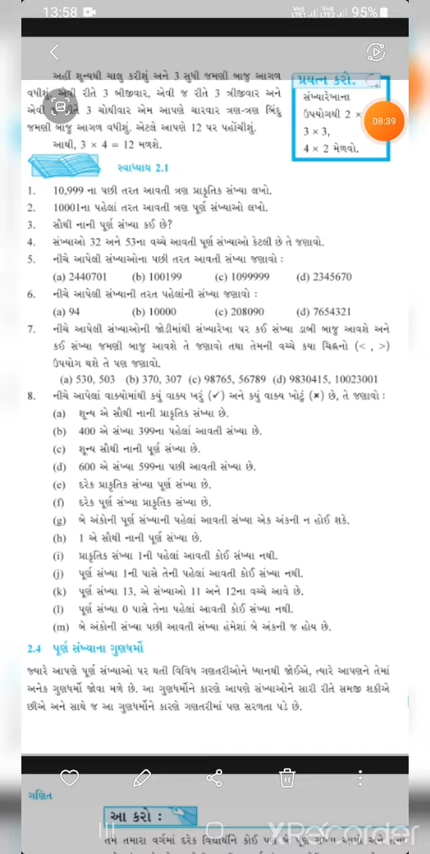 13:58
95%
અહીં શૂન્યથી ચાલુ કરીશું અને 3 સુધી જમણી બાજુ આગળ
વધીશું. એવી રીતે 3 બીજીવાર, એવી જ રીતે 3 ત્રીજીવાર અને
એવી રીતે 3 ચોથીવાર એમ આપણે ચારવાર ત્રણ-ત્રણ બિંદુ
જમણી બાજુ આગળ વધીશું. એટલે આપણે 12 પર પહોંચીશું.
આથી, 3 × 4 = 12 મળશે.
પ્રયત્ન કરો.
સંખ્યારેખાના
ઉપયોગથી 2 ×
3 × 3,
4 × 2 મેળવો.
08:39
સ્વાધ્યાય 2.1
1. 10,999 ના પછી તરત આવતી ત્રણ પ્રાકૃતિક સંખ્યા લખો.
2. 10001ના પહેલાં તરત આવતી ત્રણ પૂર્ણ સંખ્યાઓ લખો.
3. સૌથી નાની પૂર્ણ સંખ્યા કઈ છે?
4. સંખ્યાઓ 32 અને 53ના વચ્ચે આવતી પૂર્ણ સંખ્યાઓ કેટલી છે તે જણાવો.
5. નીચે આપેલી સંખ્યાઓના પછી તરત આવતી સંખ્યા જણાવો :
(a) 2440701 (b) 100199 (c) 1099999 (d) 2345670
6. નીચે આપેલી સંખ્યાની તરત પહેલાંની સંખ્યા જણાવો :
(a) 94 (b) 10000 (c) 208090 (d) 7654321
7. નીચે આપેલી સંખ્યાઓની જોડીમાંથી સંખ્યારેખા પર કઈ સંખ્યા ડાબી બાજુ આવશે અને
કઈ સંખ્યા જમણી બાજુ આવશે તે જણાવો તથા તેમની વચ્ચે કયા ચિહ્નનો (< , >)
ઉપયોગ થશે તે પણ જણાવો.
(a) 530, 503 (b) 370, 307 (c) 98765, 56789 (d) 9830415, 10023001
8. નીચે આપેલાં વાક્યોમાંથી કયું વાક્ય ખરું (✓) અને કયું વાક્ય ખોટું (×) છે, તે જણાવો :
(a) શૂન્ય એ સૌથી નાની પ્રાકૃતિક સંખ્યા છે.
(b) 400 એ સંખ્યા 399ના પહેલાં આવતી સંખ્યા છે.
(c) શૂન્ય સૌથી નાની પૂર્ણ સંખ્યા છે.
(d) 600 એ સંખ્યા 599ના પછી આવતી સંખ્યા છે.
(e) દરેક પ્રાકૃતિક સંખ્યા પૂર્ણ સંખ્યા છે.
(f) દરેક પૂર્ણ સંખ્યા પ્રાકૃતિક સંખ્યા છે.
(g) બે અંકોની પૂર્ણ સંખ્યાની પહેલાં આવતી સંખ્યા એક અંકની ન હોઈ શકે.
(h) 1 એ સૌથી નાની પૂર્ણ સંખ્યા છે.
(i) પ્રાકૃતિક સંખ્યા 1ની પહેલાં આવતી કોઈ સંખ્યા નથી.
(j) પૂર્ણ સંખ્યા 1ની પાસે તેની પહેલાં આવતી કોઈ સંખ્યા નથી.
(k) પૂર્ણ સંખ્યા 13, એ સંખ્યાઓ 11 અને 12ના વચ્ચે આવે છે.
(l) પૂર્ણ સંખ્યા 0 પાસે તેના પહેલાં આવતી કોઈ સંખ્યા નથી.
(m) બે અંકોની સંખ્યા પછી આવતી સંખ્યા હંમેશાં બે અંકની જ હોય છે.
2.4 પૂર્ણ સંખ્યાના ગુણધર્મો
જ્યારે આપણે પૂર્ણ સંખ્યાઓ પર થતી વિવિધ ગણતરીઓને ધ્યાનથી જોઈએ, ત્યારે આપણને તેમાં
અનેક ગુણધર્મો જોવા મળે છે. આ ગુણધર્મોને કારણે આપણે સંખ્યાઓને સારી રીતે સમજી શકીએ
છીએ અને સાથે જ આ ગુણધર્મોને કારણે ગણતરીમાં પણ સરળતા પડે છે.
ગણિત
આ કરો :
તમે તમારા વર્ગમાં દરેક વિદ્યાર્થીને કોઈ પણ બે પૂર્ણ સંખ્યા આપો અને તેના
XRecorder